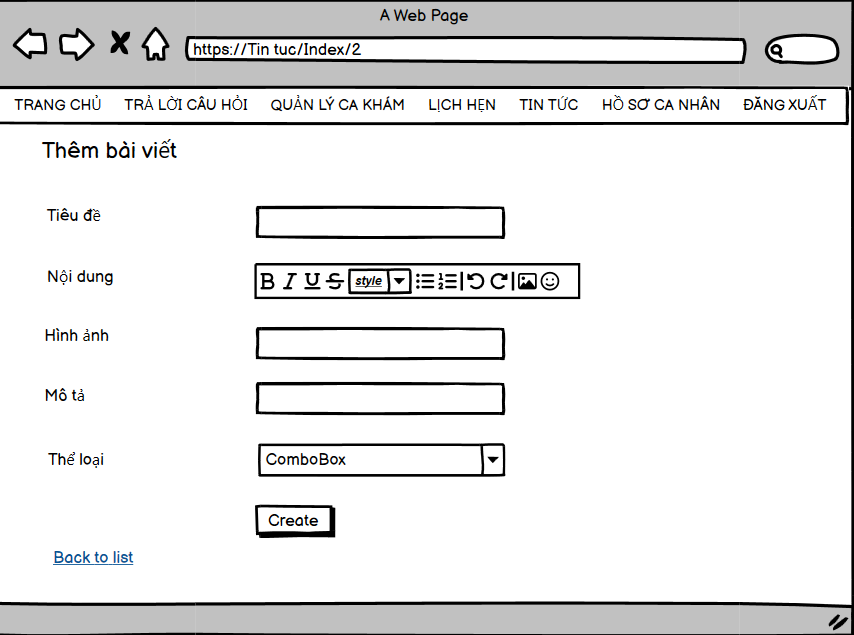 A Web Page
https://Tin tuc/Index/2
TRANG CHỦ TRẢ LỜI CÂU HỎI QUẢN LÝ CA KHÁM LỊCH HẸN TIN TỨC HỒ SƠ CA NHÂN ĐĂNG XUẤT
Thêm bài viết
Tiêu đề
Nội dung
B I U S style
Hình ảnh
Mô tả
Thể loại
ComboBox
Create
Back to list